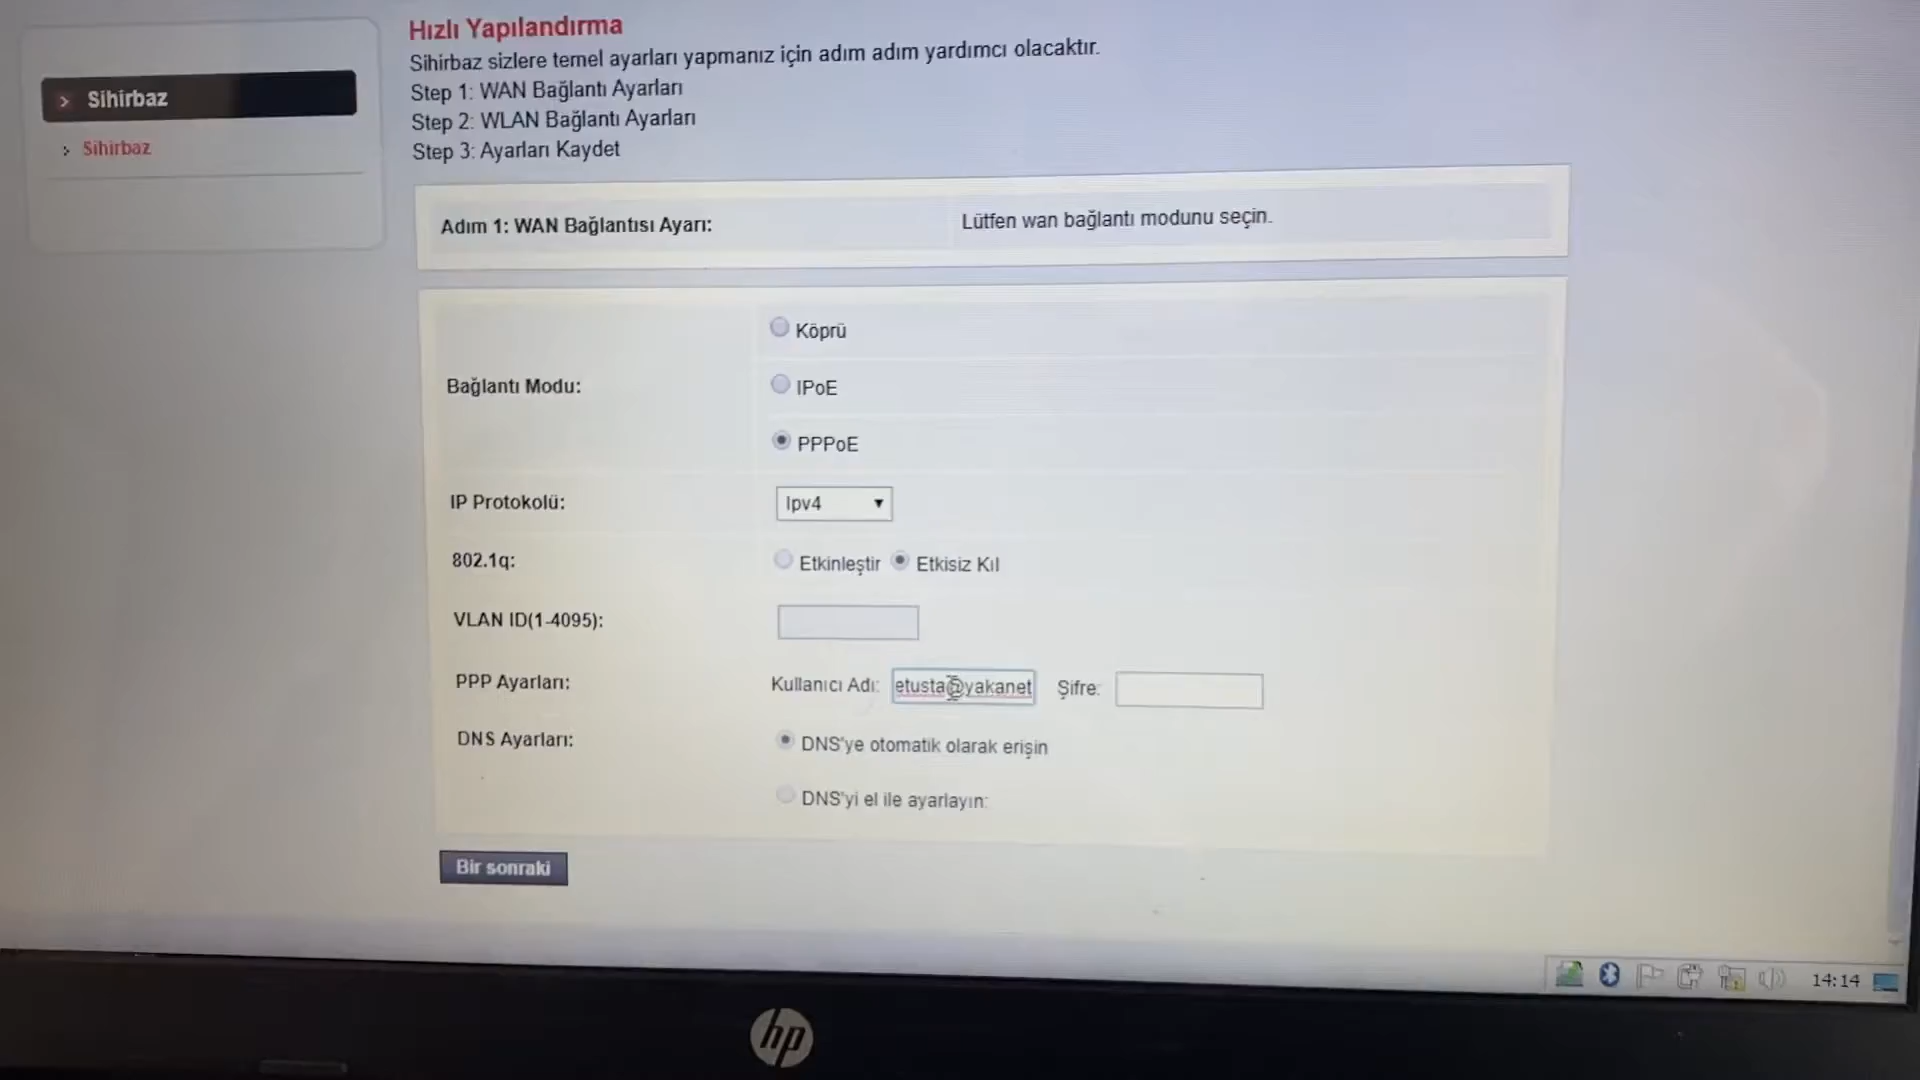 Hızlı Yapılandırma
Sihirbaz sizlere temel ayarları yapmanız için adım adım yardımcı olacaktır.
Step 1: WAN Bağlantı Ayarları
Step 2: WLAN Bağlantı Ayarları
Step 3: Ayarları Kaydet
Sihirbaz
Sihirbaz
Adım 1: WAN Bağlantısı Ayarı: Lütfen wan bağlantı modunu seçin.
Bağlantı Modu:
Köprü
IPoE
PPPoE
IP Protokolü: Ipv4
802.1q: Etkinleştir Etkisiz Kıl
VLAN ID(1-4095):
PPP Ayarları: Kullanıcı Adı: etusta@yakanet Şifre:
DNS Ayarları: DNS'ye otomatik olarak erişin
DNS'yi el ile ayarlayın:
Bir sonraki
14:14
hp